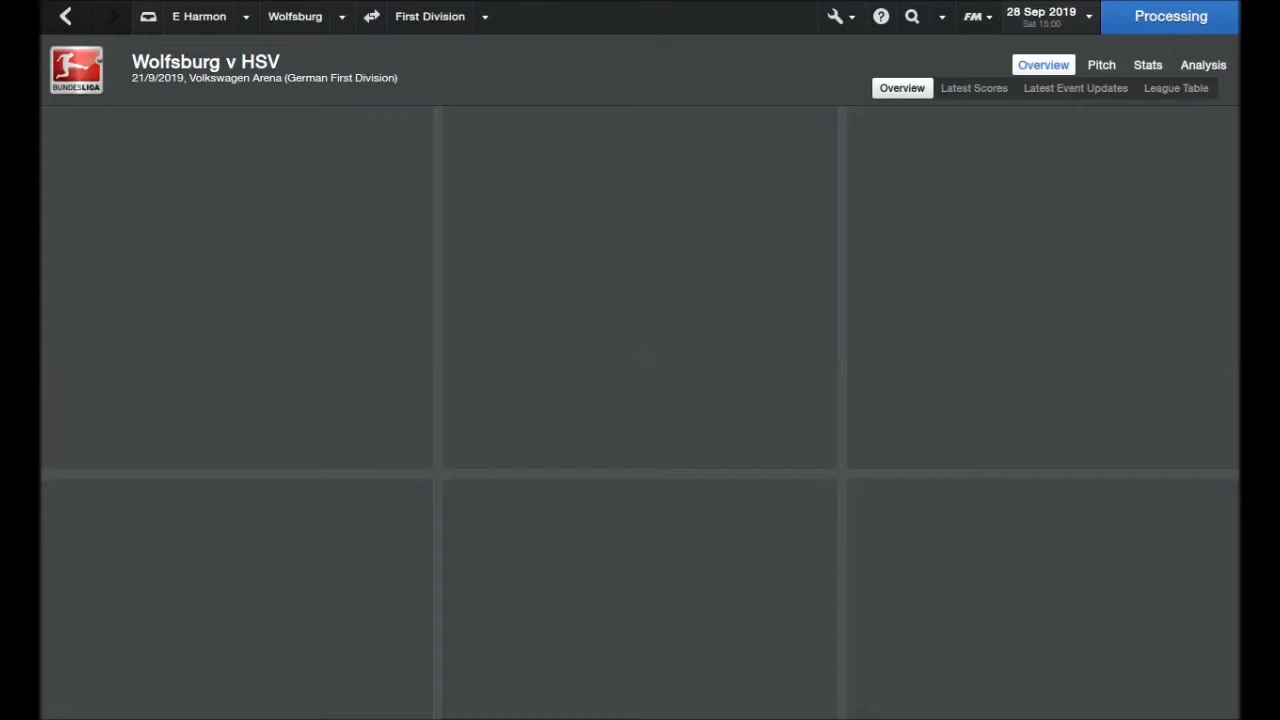 E Harmon Wolfsburg First Division FM 28 Sep 2019 Processing
Sat 15:00
Wolfsburg v HSV
21/9/2019, Volkswagen Arena (German First Division)
BUNDESLIGA
Overview Pitch Stats Analysis
Overview Latest Scores Latest Event Updates League Table